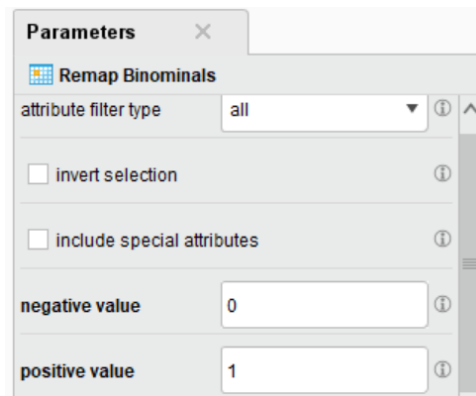 Parameters
Remap Binominals
attribute filter type all
invert selection
include special attributes
negative value 0
positive value 1